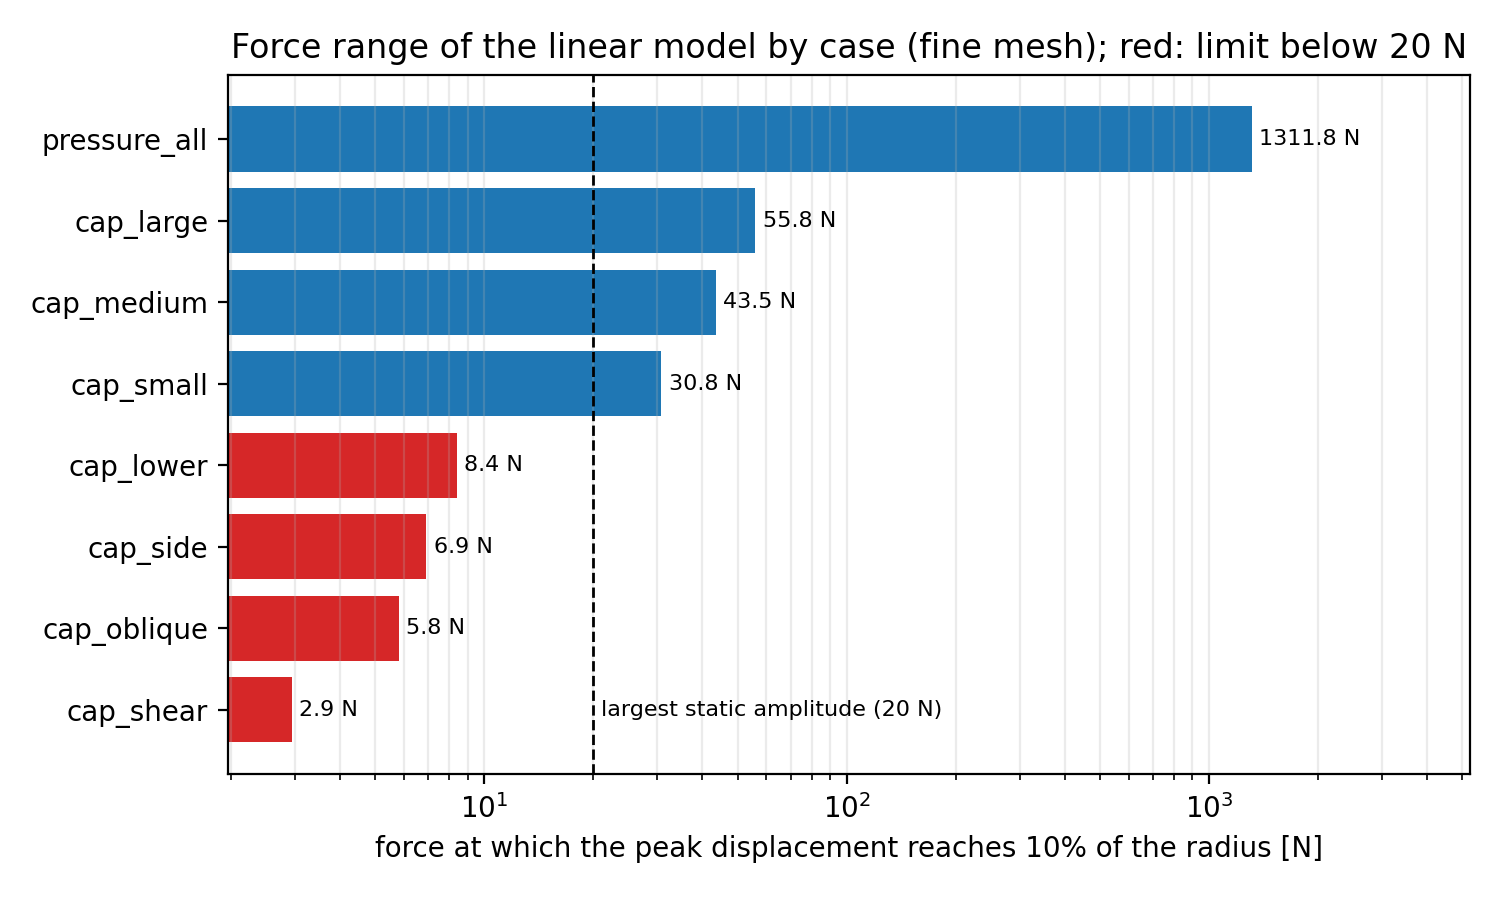 Force range of the linear model by case (fine mesh); red: limit below 20 N
pressure_all
1311.8 N
cap_large
55.8 N
cap_medium
43.5 N
cap_small
30.8 N
cap_lower
8.4 N
cap_side
6.9 N
cap_oblique
5.8 N
cap_shear
2.9 N
largest static amplitude (20 N)
10¹ 10² 10³
force at which the peak displacement reaches 10% of the radius [N]